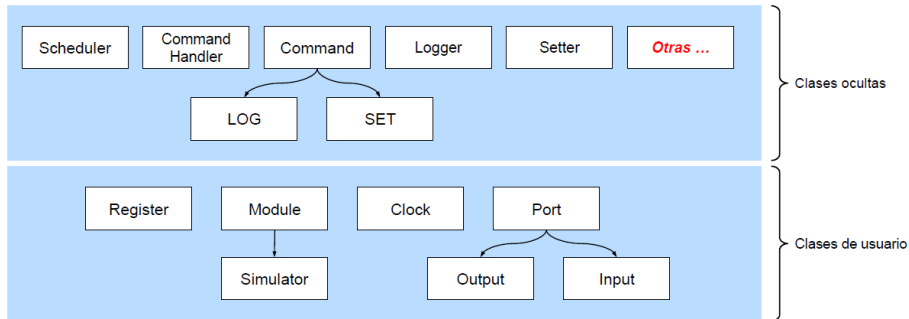 Scheduler
Command
Handler
Command
Logger
Setter
Otras ...
LOG
SET
Clases ocultas
Register
Module
Clock
Port
Simulator
Output
Input
Clases de usuario